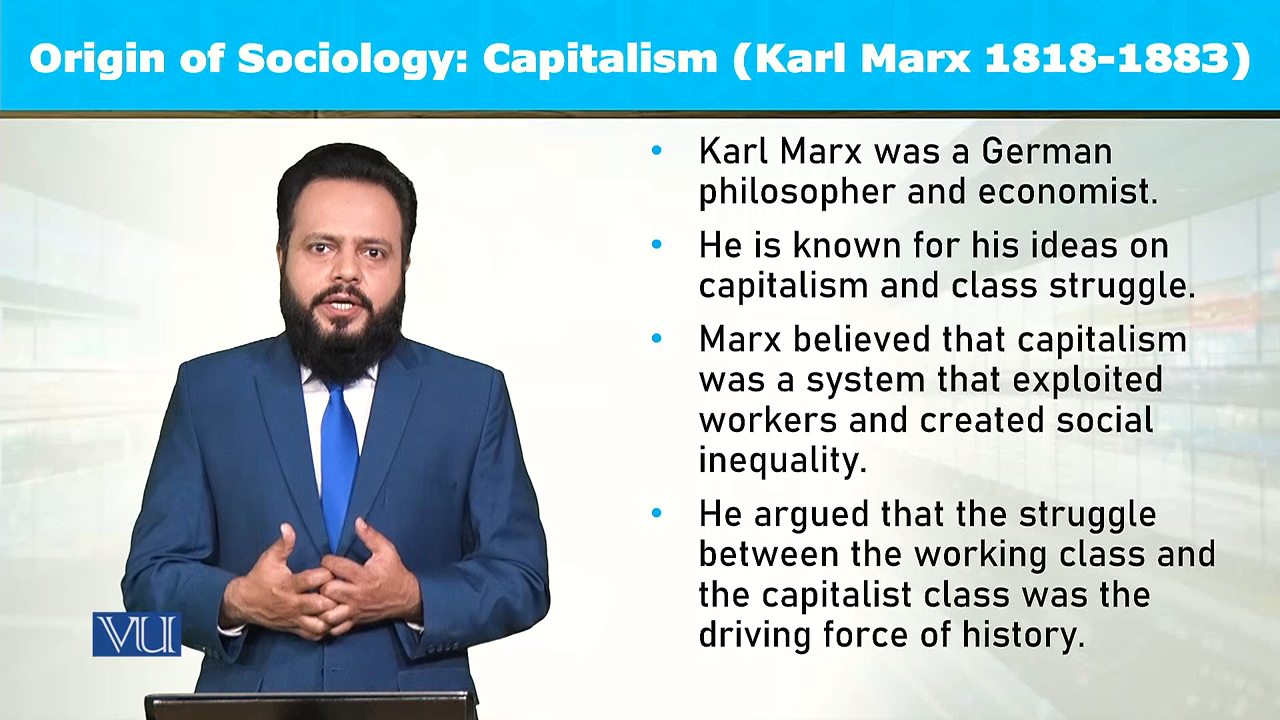 Origin of Sociology: Capitalism (Karl Marx 1818-1883)
• Karl Marx was a German
philosopher and economist.
• He is known for his ideas on
capitalism and class struggle.
• Marx believed that capitalism
was a system that exploited
workers and created social
inequality.
• He argued that the struggle
between the working class and
the capitalist class was the
driving force of history.
VU